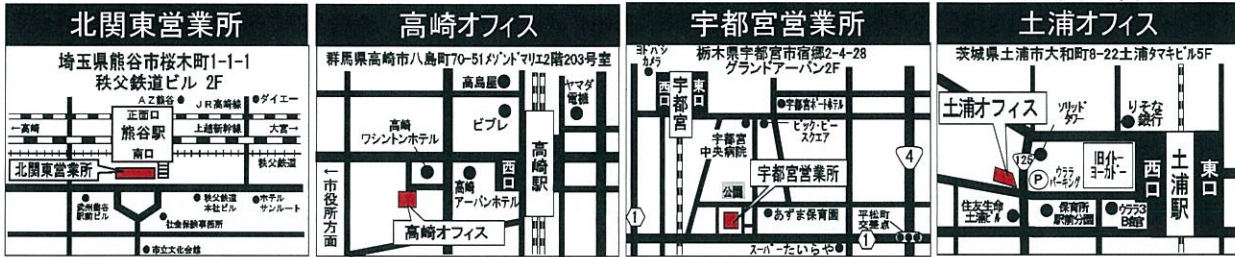 北関東営業所
埼玉県熊谷市桜木町1-1-1
秩父鉄道ビル 2F
AZ熊谷
JR高崎線
ダイエー
正面口
←高崎
熊谷駅
上越新幹線
大宮→
南口
秩父鉄道
北関東営業所
武州熊谷
駅前ビル
秩父鉄道
本社ビル
ホテル
サンルート
社会保険事務所
市立文化会館
高崎オフィス
群馬県高崎市八島町70-51メゾンドマリエ2階203号室
高島屋
ヤマダ
電機
高崎
ワシントンホテル
ビブレ
高崎駅
西口
高崎
アーバンホテル
←市役所方面
高崎オフィス
宇都宮営業所
栃木県宇都宮市宿郷2-4-28
グランドアーバン2F
ヨドバシ
カメラ
西口
宇都宮
東口
宇都宮ポートホテル
宇都宮
中央病院
ビック・ビー
スクエア
4
宇都宮営業所
公園
あずま保育園
平松町
交差点
1
1
スーパーたいらや
土浦オフィス
茨城県土浦市大和町8-22土浦タマキビル5F
土浦オフィス
ソリッド
タワー
りそな
銀行
125
P
ウララ
パーキング
旧イトー
ヨーカドー
西口
土浦駅
東口
住友生命
土浦ビル
保育所
駅前分園
ウララ3
B館